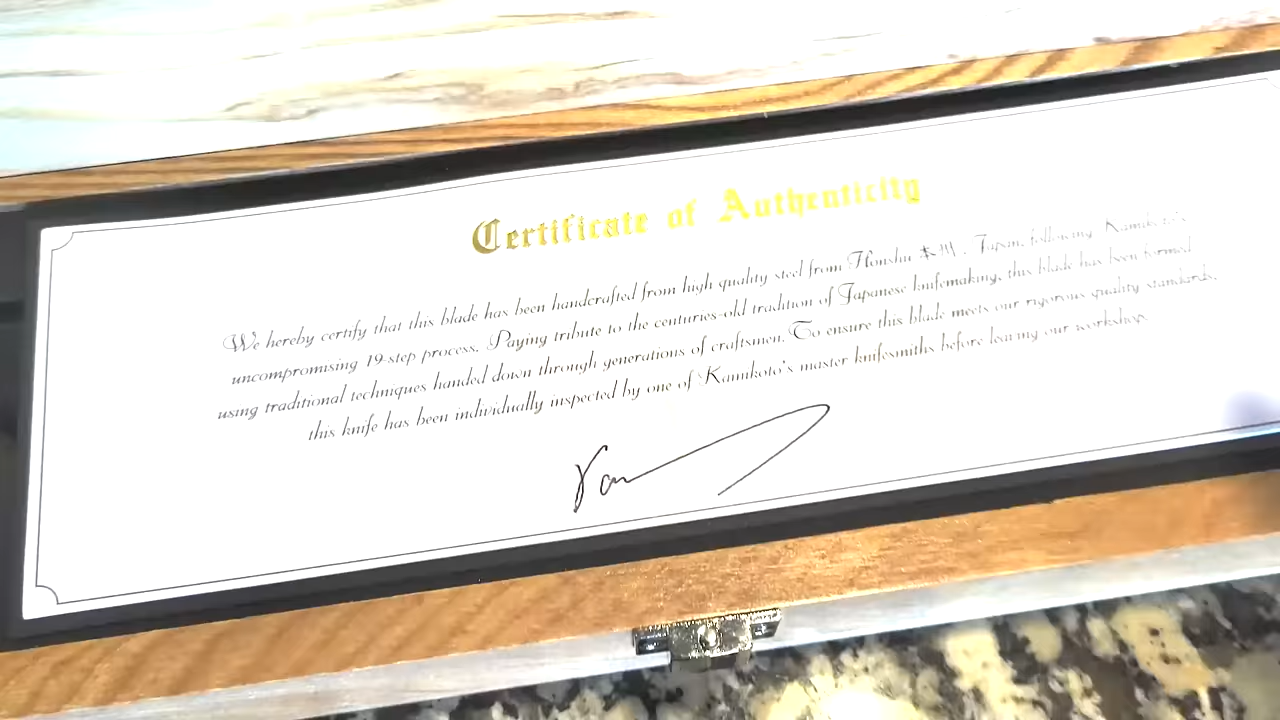 Certificate of Authenticity
We hereby certify that this blade has been handcrafted from high quality steel from Honshu 本州, Japan, following Kamikoto's
uncompromising 19-step process. Paying tribute to the centuries-old tradition of Japanese knifemaking, this blade has been formed
using traditional techniques handed down through generations of craftsmen. To ensure this blade meets our rigorous quality standards,
this knife has been individually inspected by one of Kamikoto's master knifesmiths before leaving our workshop.